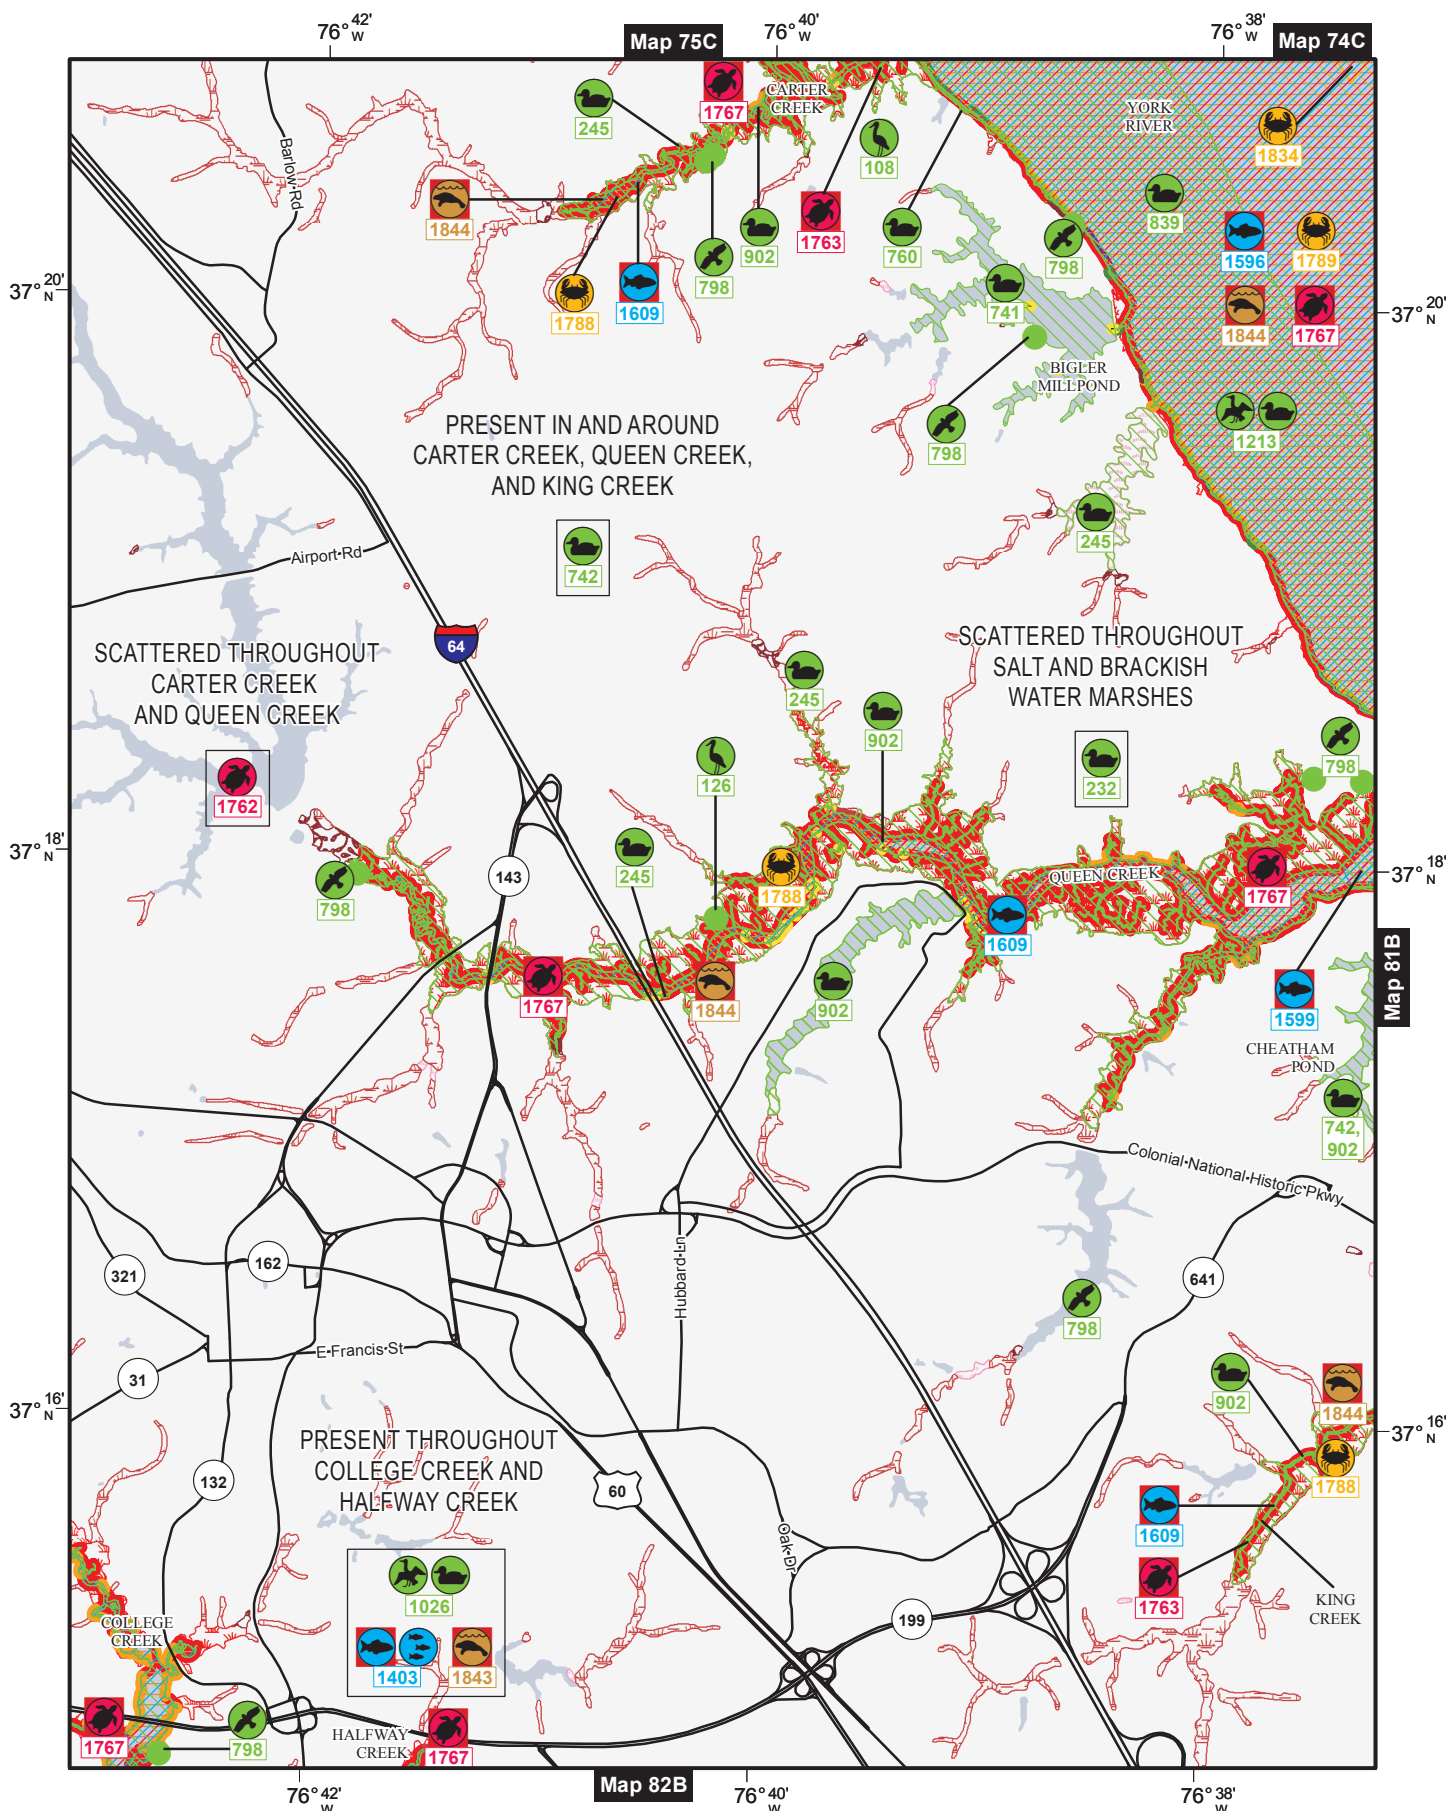 76° 42' W
Map 75C
76° 40' W
76° 38' W
Map 74C
CARTER
CREEK
YORK
RIVER
245
1767
108
1834
Barlow Rd
1844
902
1763
760
839
798
798
1596
1789
37° 20' N
1788
1609
741
1844
1767
37° 20' N
BIGLER
MILLPOND
798
1213
PRESENT IN AND AROUND
CARTER CREEK, QUEEN CREEK,
AND KING CREEK
742
245
Airport Rd
64
SCATTERED THROUGHOUT
CARTER CREEK
AND QUEEN CREEK
1762
SCATTERED THROUGHOUT
SALT AND BRACKISH
WATER MARSHES
232
245
902
126
798
37° 18' N
143
245
1788
QUEEN CREEK
1767
37° 18' N
798
1609
1767
1844
902
1599
Map 81B
CHEATHAM
POND
742,
902
Colonial National Historic Pkwy
321
162
Hubbard Ln
641
798
E Francis St
31
902
1844
37° 16' N
37° 16' N
PRESENT THROUGHOUT
COLLEGE CREEK AND
HALFWAY CREEK
132
60
1788
1609
Oak Dr
1026
1763
KING
CREEK
199
COLLEGE
CREEK
1403
1843
1767
798
HALFWAY
CREEK
1767
76° 42' W
Map 82B
76° 40' W
76° 38' W